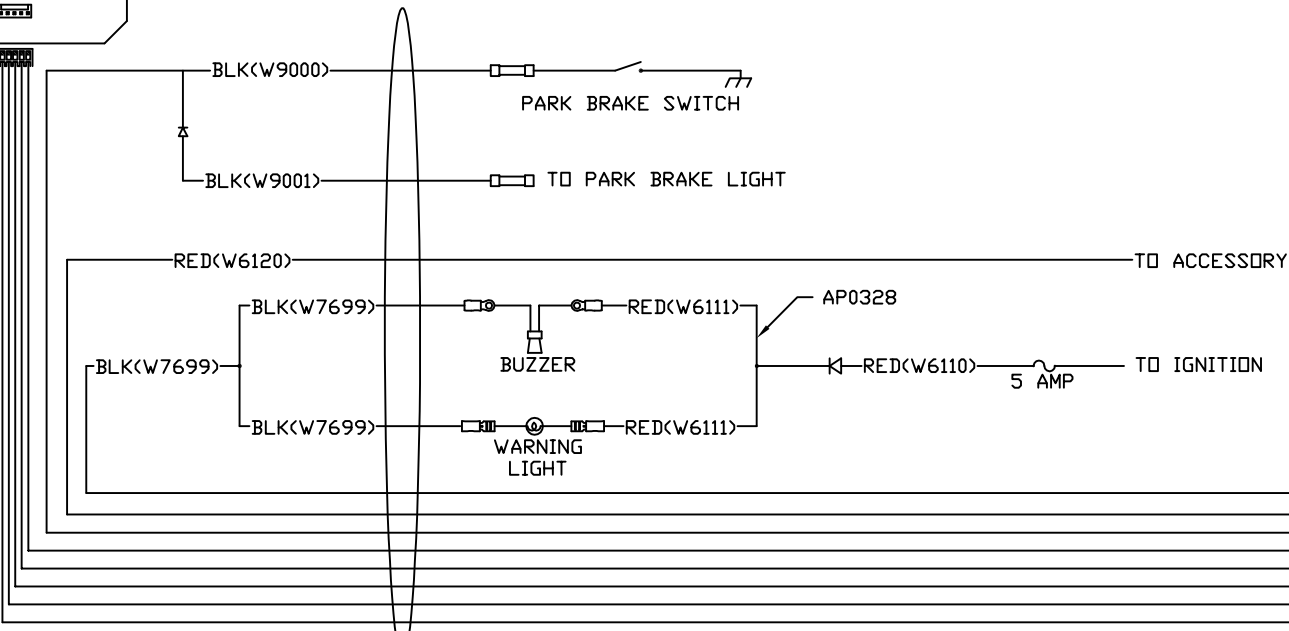 BLK(W9000)
PARK BRAKE SWITCH
BLK(W9001)
TO PARK BRAKE LIGHT
RED(W6120)
TO ACCESSORY
BLK(W7699)
RED(W6111)
AP0328
BUZZER
BLK(W7699)
RED(W6110)
5 AMP
TO IGNITION
BLK(W7699)
RED(W6111)
WARNING
LIGHT